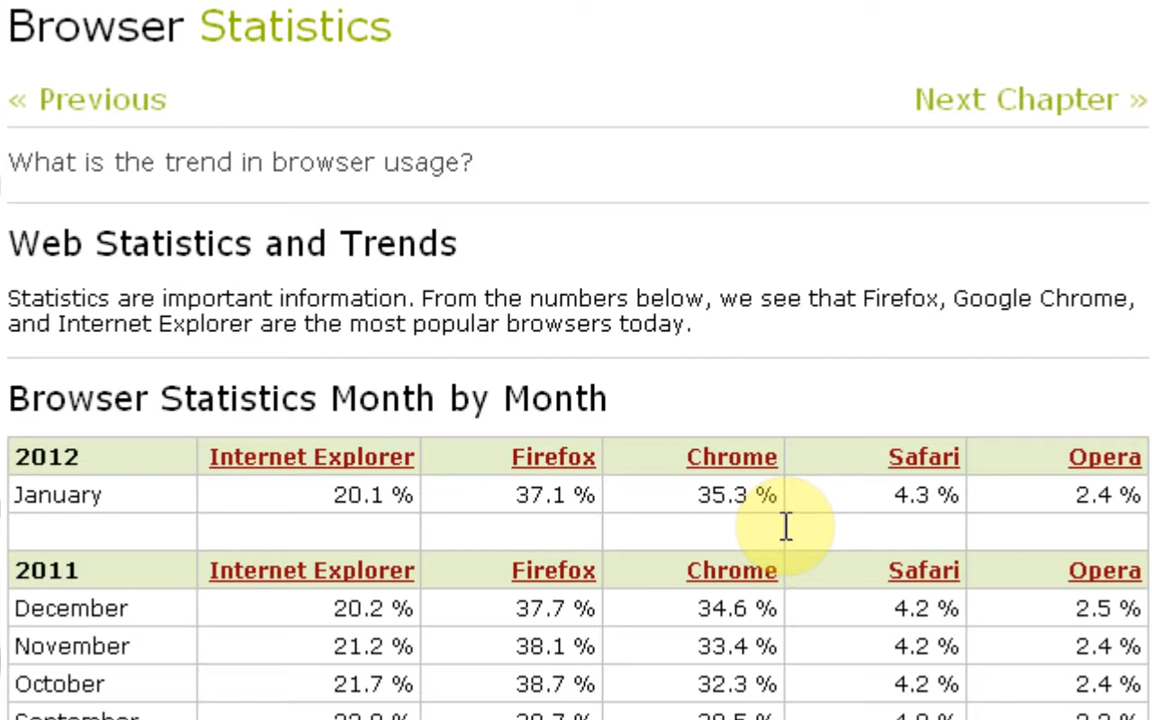 Browser Statistics
« Previous Next Chapter »
What is the trend in browser usage?
Web Statistics and Trends
Statistics are important information. From the numbers below, we see that Firefox, Google Chrome,
and Internet Explorer are the most popular browsers today.
Browser Statistics Month by Month
2012 Internet Explorer Firefox Chrome Safari Opera
January 20.1 % 37.1 % 35.3 % 4.3 % 2.4 %
2011 Internet Explorer Firefox Chrome Safari Opera
December 20.2 % 37.7 % 34.6 % 4.2 % 2.5 %
November 21.2 % 38.1 % 33.4 % 4.2 % 2.4 %
October 21.7 % 38.7 % 32.3 % 4.2 % 2.4 %
September